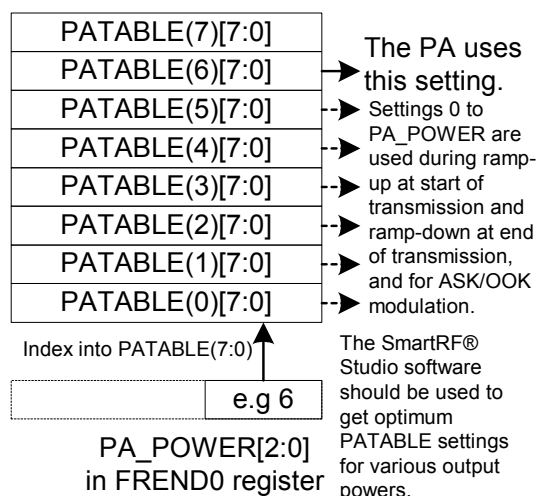 PATABLE(7)[7:0]
PATABLE(6)[7:0]
PATABLE(5)[7:0]
PATABLE(4)[7:0]
PATABLE(3)[7:0]
PATABLE(2)[7:0]
PATABLE(1)[7:0]
PATABLE(0)[7:0]
The PA uses
this setting.
Settings 0 to
PA_POWER are
used during ramp-
up at start of
transmission and
ramp-down at end
of transmission,
and for ASK/OOK
modulation.
Index into PATABLE(7:0)
e.g 6
PA_POWER[2:0]
in FREND0 register
The SmartRF®
Studio software
should be used to
get optimum
PATABLE settings
for various output
powers.